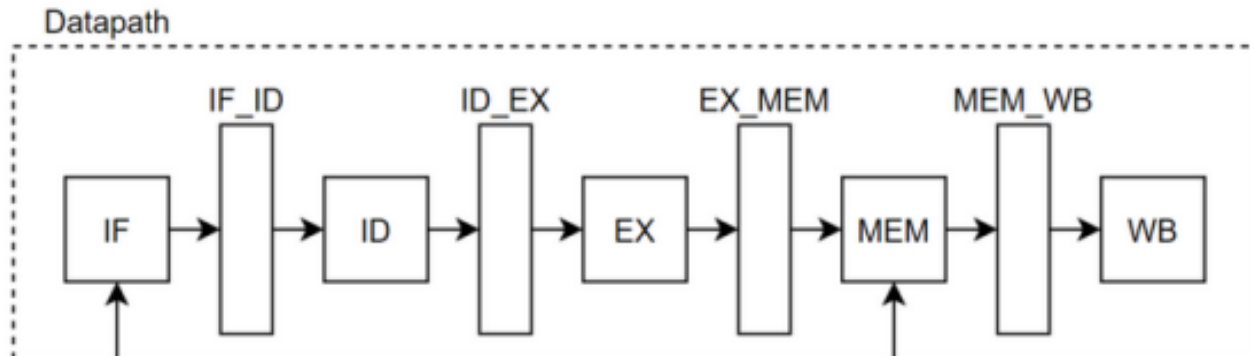 Datapath
IF_ID ID_EX EX_MEM MEM_WB
IF ID EX MEM WB